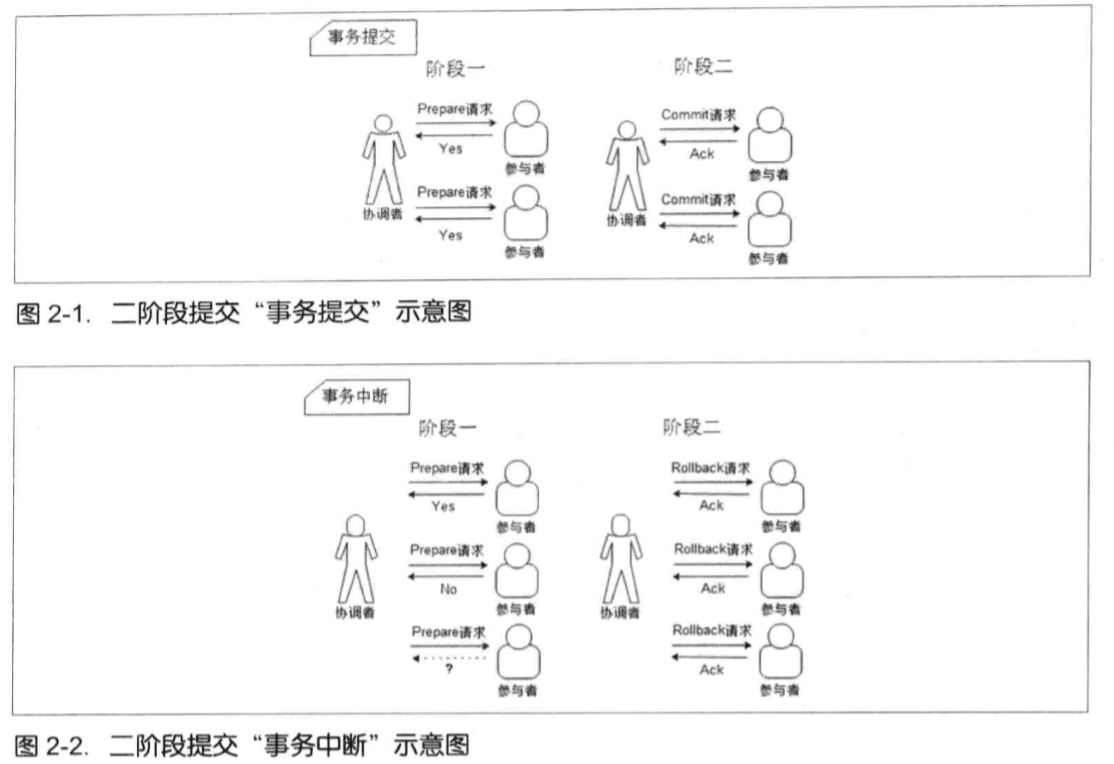 事务提交
阶段一 阶段二
Prepare请求 Commit请求
Yes Ack
参与者 参与者
Prepare请求 Commit请求
协调者 协调者
Yes Ack
参与者 参与者
图 2-1. 二阶段提交“事务提交”示意图
事务中断
阶段一 阶段二
Prepare请求 Rollback请求
Yes Ack
参与者 参与者
Prepare请求 Rollback请求
No Ack
协调者 参与者 协调者 参与者
Prepare请求 Rollback请求
? Ack
参与者 参与者
图 2-2. 二阶段提交“事务中断”示意图